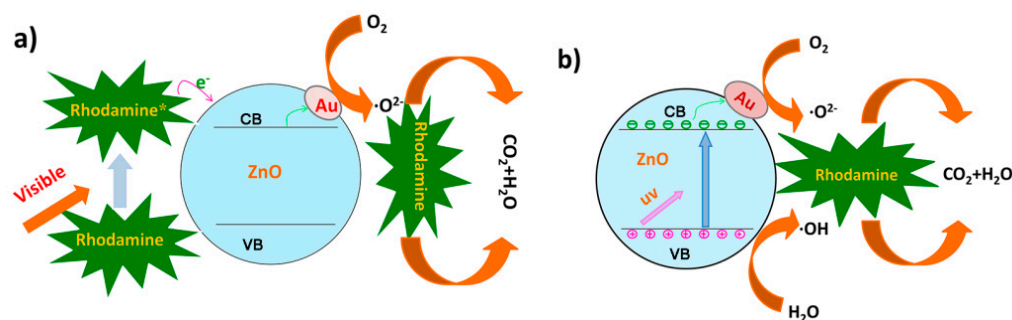 a)
O₂
e⁻
Au
Rhodamine*
·O²⁻
CB
Visible
ZnO
Rhodamine
CO₂+H₂O
Rhodamine
VB
b)
O₂
Au
CB
·O²⁻
ZnO
uv
Rhodamine
CO₂+H₂O
·OH
VB
H₂O